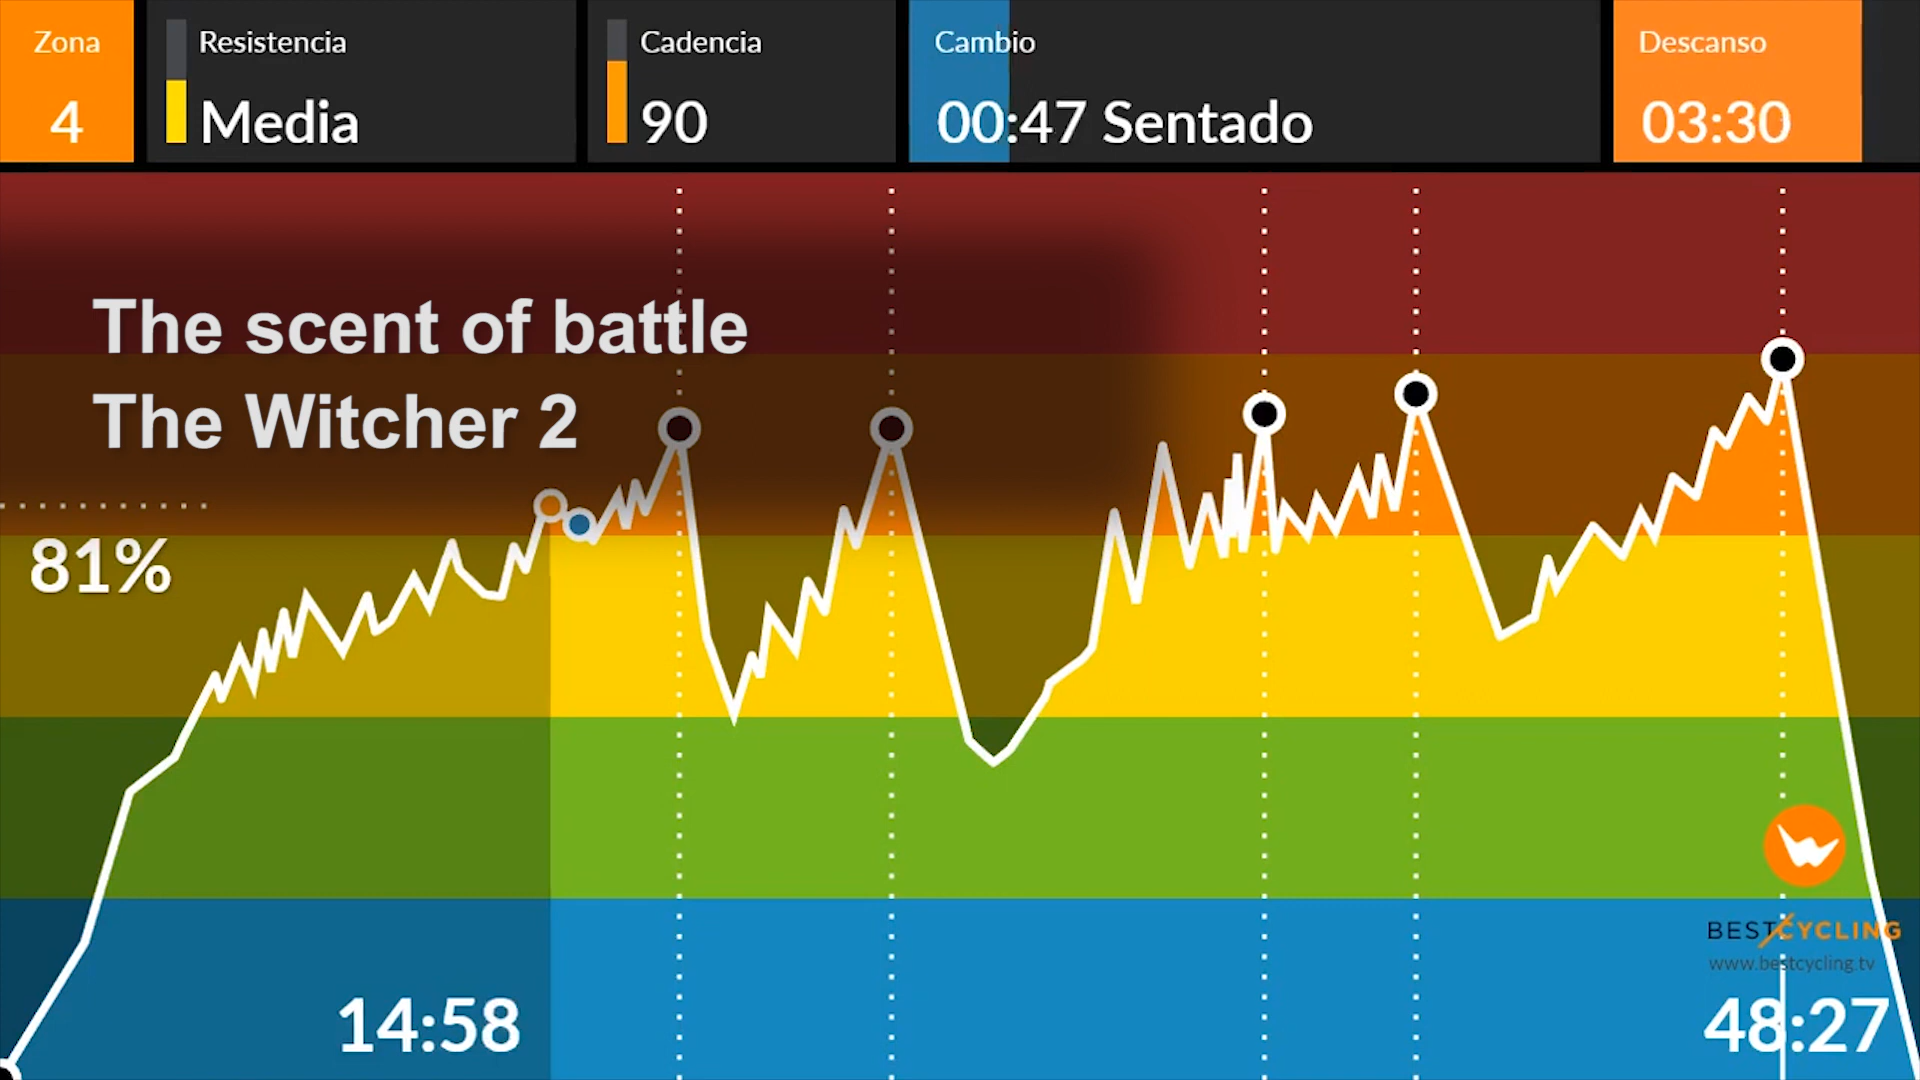 Zona
4
Resistencia
Media
Cadencia
90
Cambio
00:47 Sentado
Descanso
03:30
The scent of battle
The Witcher 2
81%
14:58
BESTCYCLING
www.bestcycling.tv
48:27